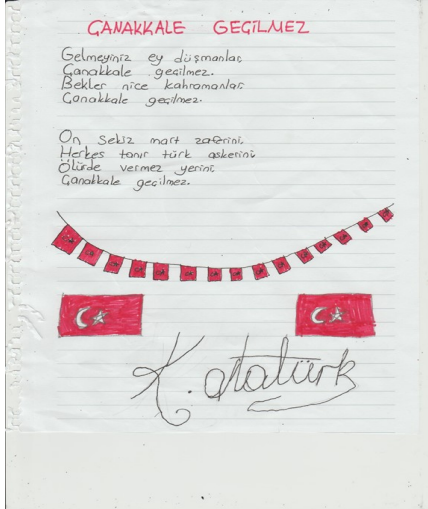 ÇANAKKALE GEÇİLMEZ
Gelmeyiniz ey düşmanlar,
Çanakkale geçilmez.
Bekler nice kahramanlar
Çanakkale geçilmez.
On Sekiz mart zaferini,
Herkes tanır türk askerini
Ölürde vermez yerini,
Çanakkale geçilmez.
K. Atatürk